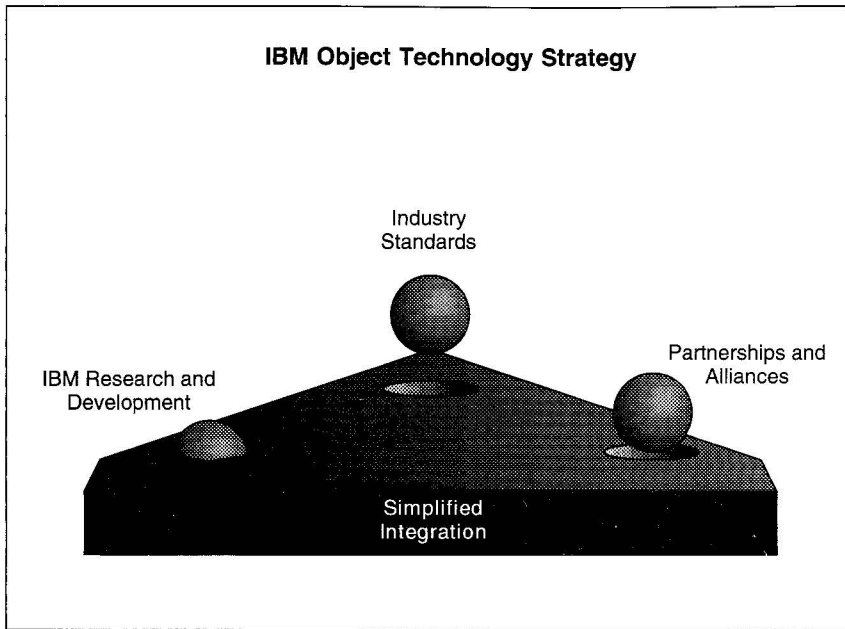 IBM Object Technology Strategy
Industry
Standards
Partnerships and
Alliances
IBM Research and
Development
Simplified
Integration